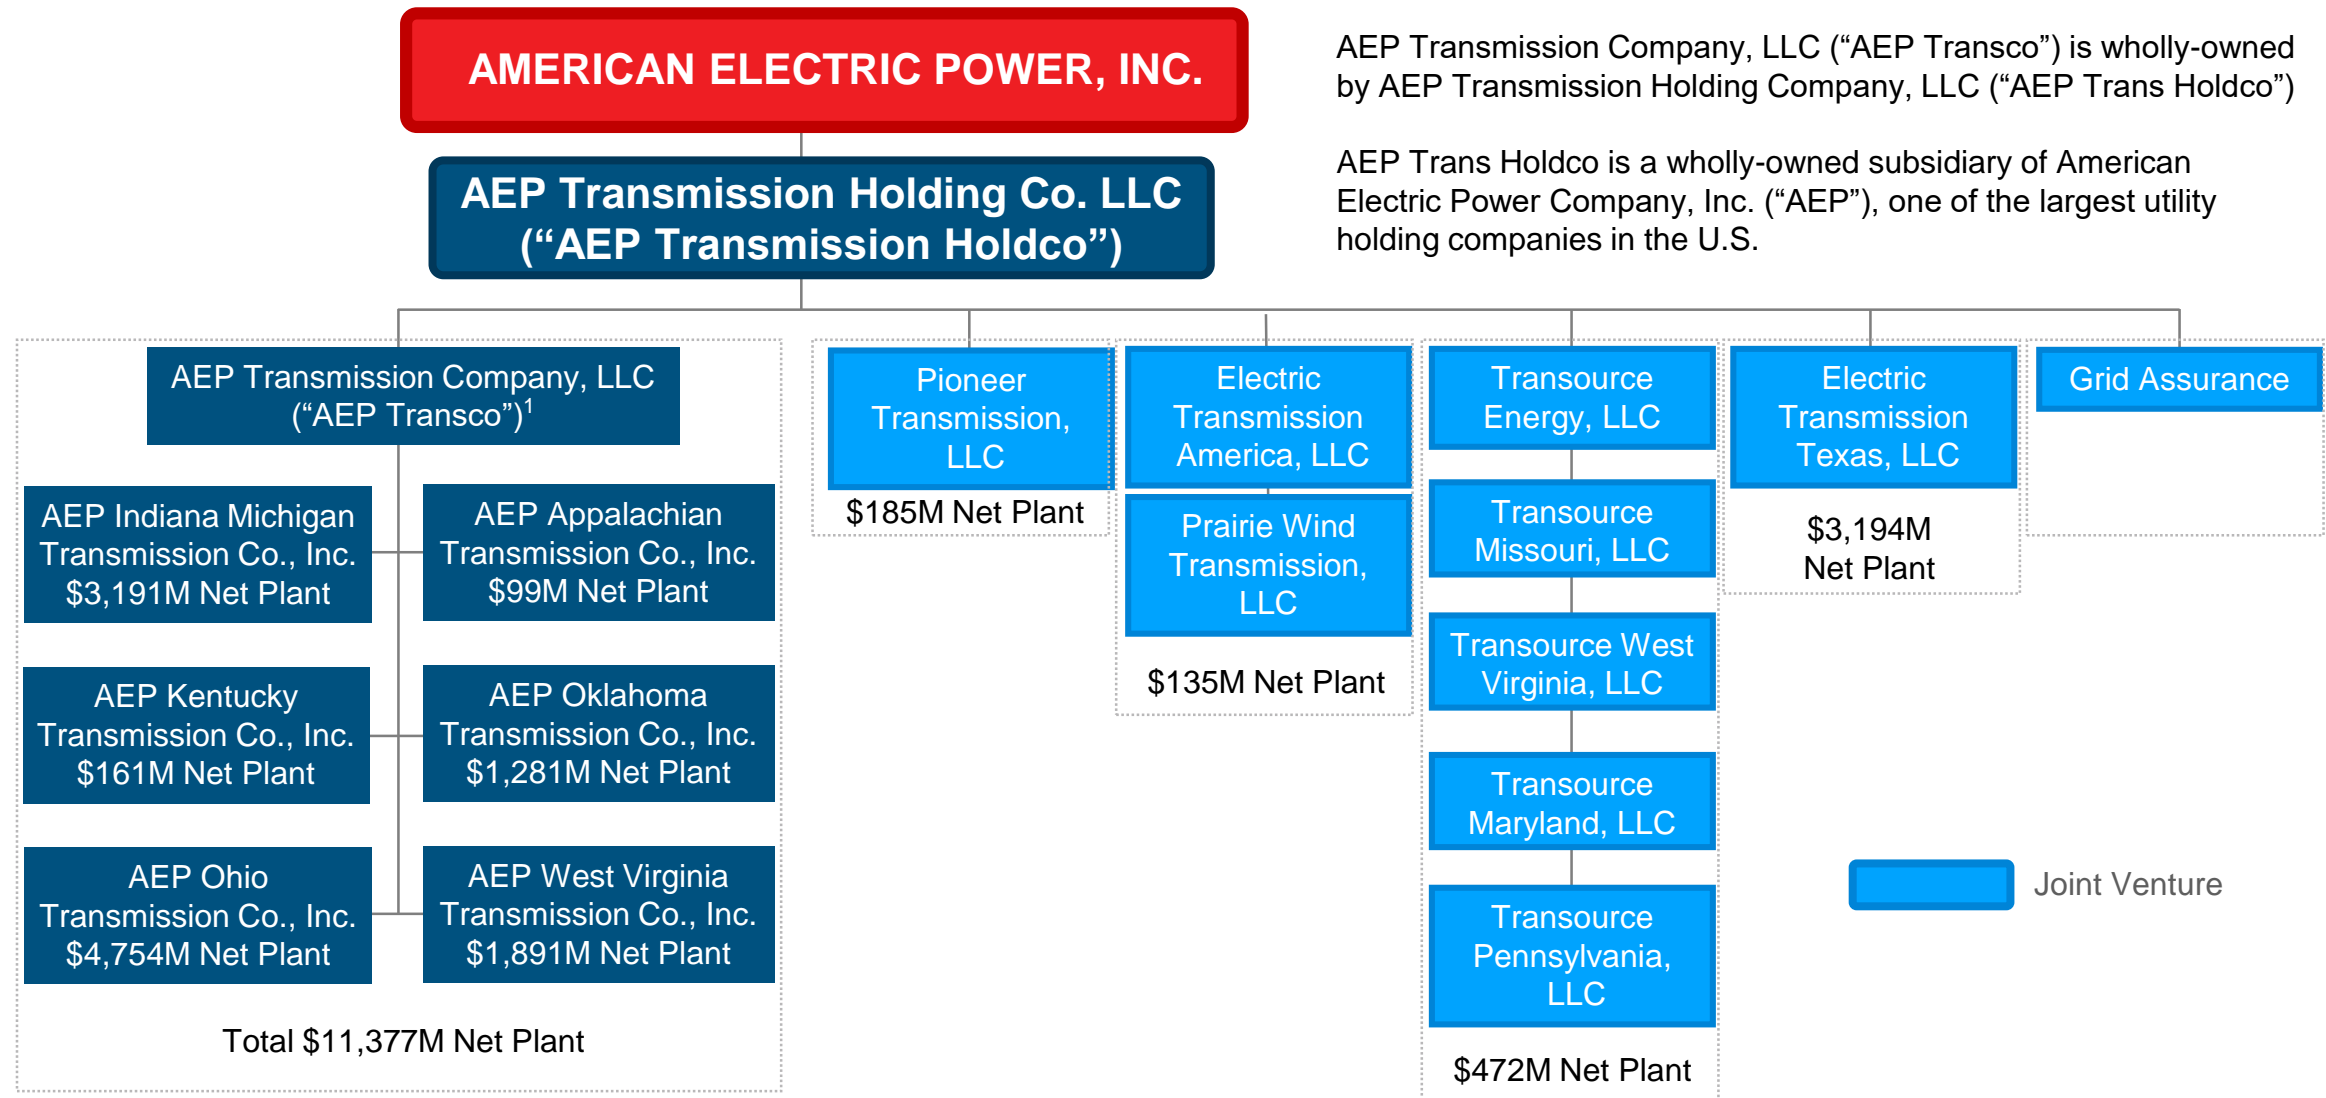 AMERICAN ELECTRIC POWER, INC.
AEP Transmission Holding Co. LLC
(“AEP Transmission Holdco”)
AEP Transmission Company, LLC (“AEP Transco”) is wholly-owned
by AEP Transmission Holding Company, LLC (“AEP Trans Holdco”)
AEP Trans Holdco is a wholly-owned subsidiary of American
Electric Power Company, Inc. (“AEP”), one of the largest utility
holding companies in the U.S.
AEP Transmission Company, LLC
(“AEP Transco”)1
AEP Indiana Michigan
Transmission Co., Inc.
$3,191M Net Plant
AEP Appalachian
Transmission Co., Inc.
$99M Net Plant
AEP Kentucky
Transmission Co., Inc.
$161M Net Plant
AEP Oklahoma
Transmission Co., Inc.
$1,281M Net Plant
AEP Ohio
Transmission Co., Inc.
$4,754M Net Plant
AEP West Virginia
Transmission Co., Inc.
$1,891M Net Plant
Total $11,377M Net Plant
Pioneer
Transmission,
LLC
$185M Net Plant
Electric
Transmission
America, LLC
Prairie Wind
Transmission,
LLC
$135M Net Plant
Transource
Energy, LLC
Transource
Missouri, LLC
Transource West
Virginia, LLC
Transource
Maryland, LLC
Transource
Pennsylvania,
LLC
$472M Net Plant
Electric
Transmission
Texas, LLC
$3,194M
Net Plant
Grid Assurance
Joint Venture